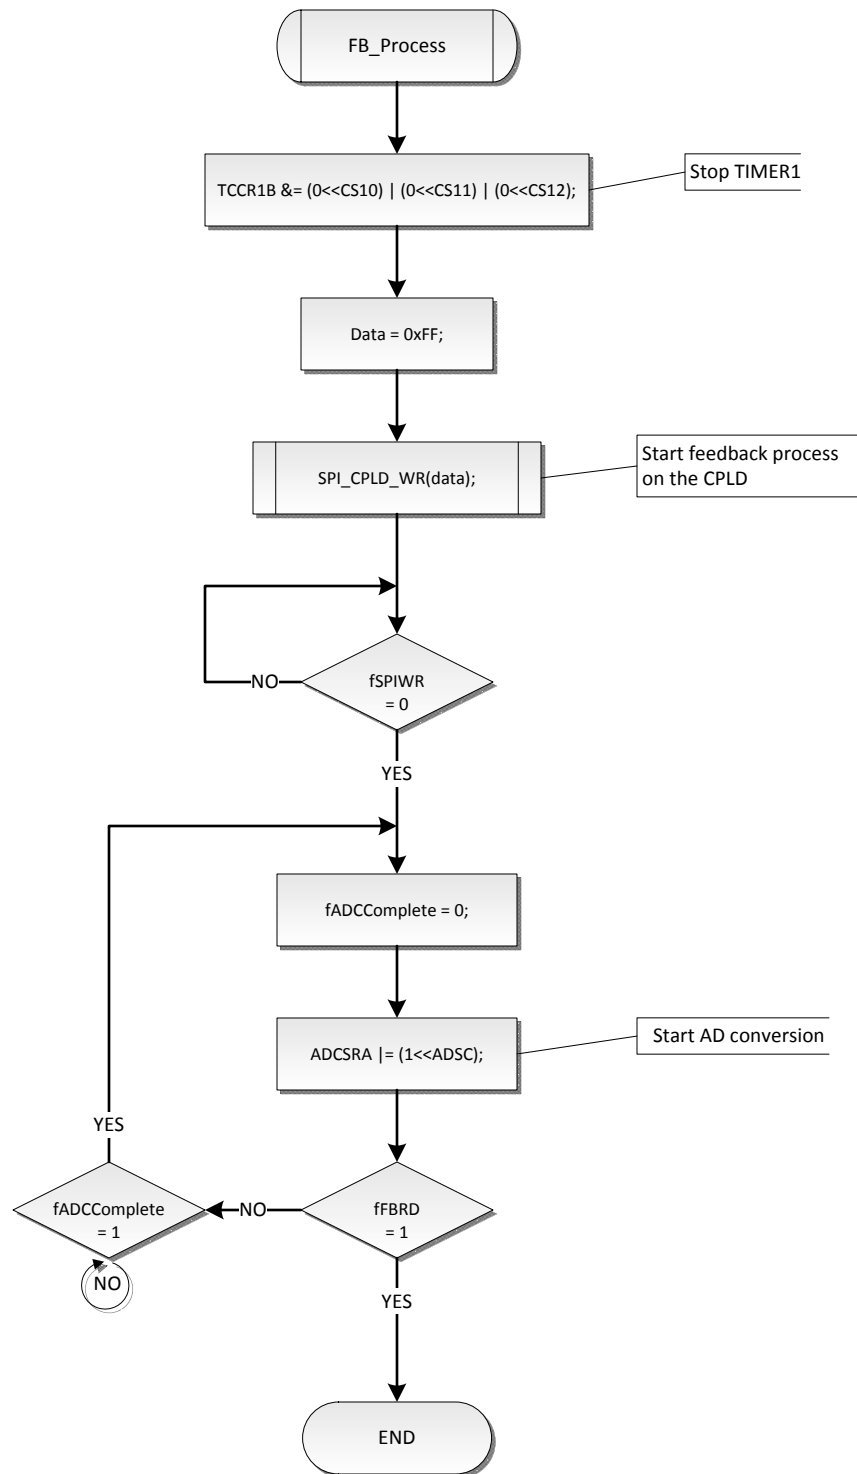 FB_Process
TCCR1B &= (0<<CS10) | (0<<CS11) | (0<<CS12);
Stop TIMER1
Data = 0xFF;
SPI_CPLD_WR(data);
Start feedback process
on the CPLD
NO
fSPIWR
= 0
YES
fADCComplete = 0;
ADCSRA |= (1<<ADSC);
Start AD conversion
YES
fADCComplete
= 1
NO
fFBRD
= 1
NO
YES
END